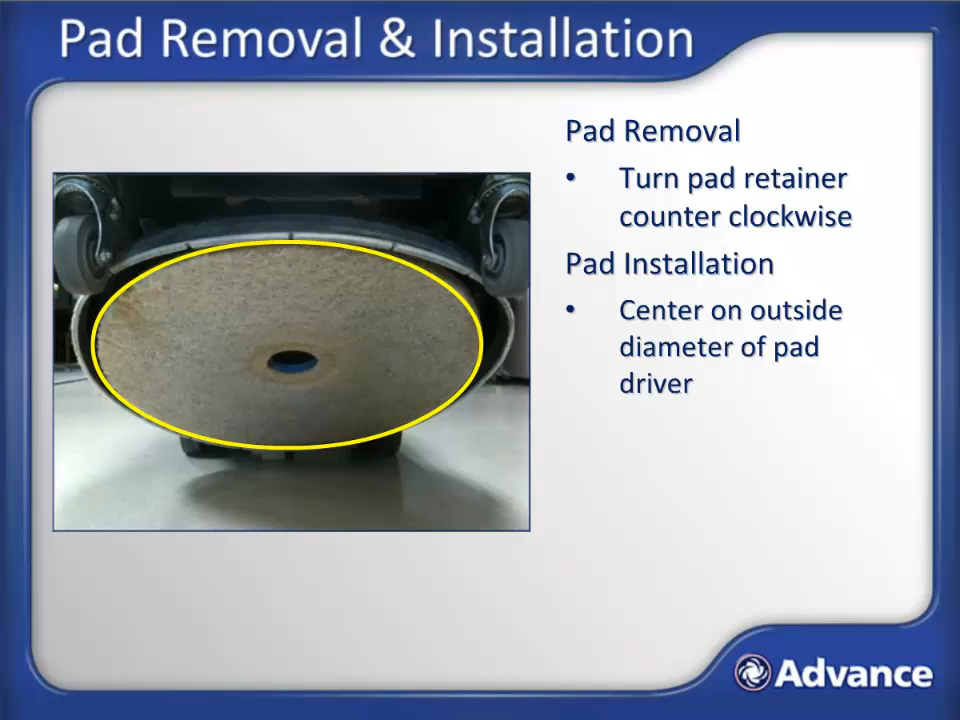 Pad Removal & Installation
Pad Removal
• Turn pad retainer
counter clockwise
Pad Installation
• Center on outside
diameter of pad
driver
Advance